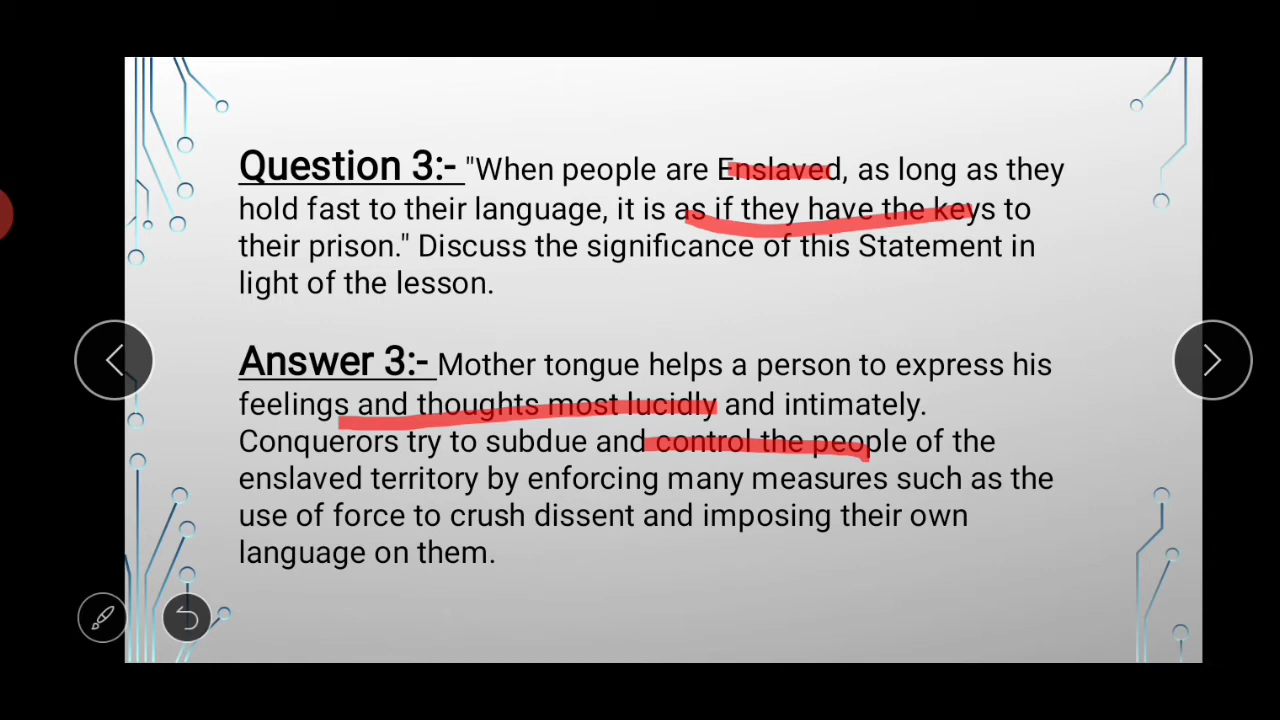 Question 3:- "When people are Enslaved, as long as they
hold fast to their language, it is as if they have the keys to
their prison." Discuss the significance of this Statement in
light of the lesson.
Answer 3:- Mother tongue helps a person to express his
feelings and thoughts most lucidly and intimately.
Conquerors try to subdue and control the people of the
enslaved territory by enforcing many measures such as the
use of force to crush dissent and imposing their own
language on them.